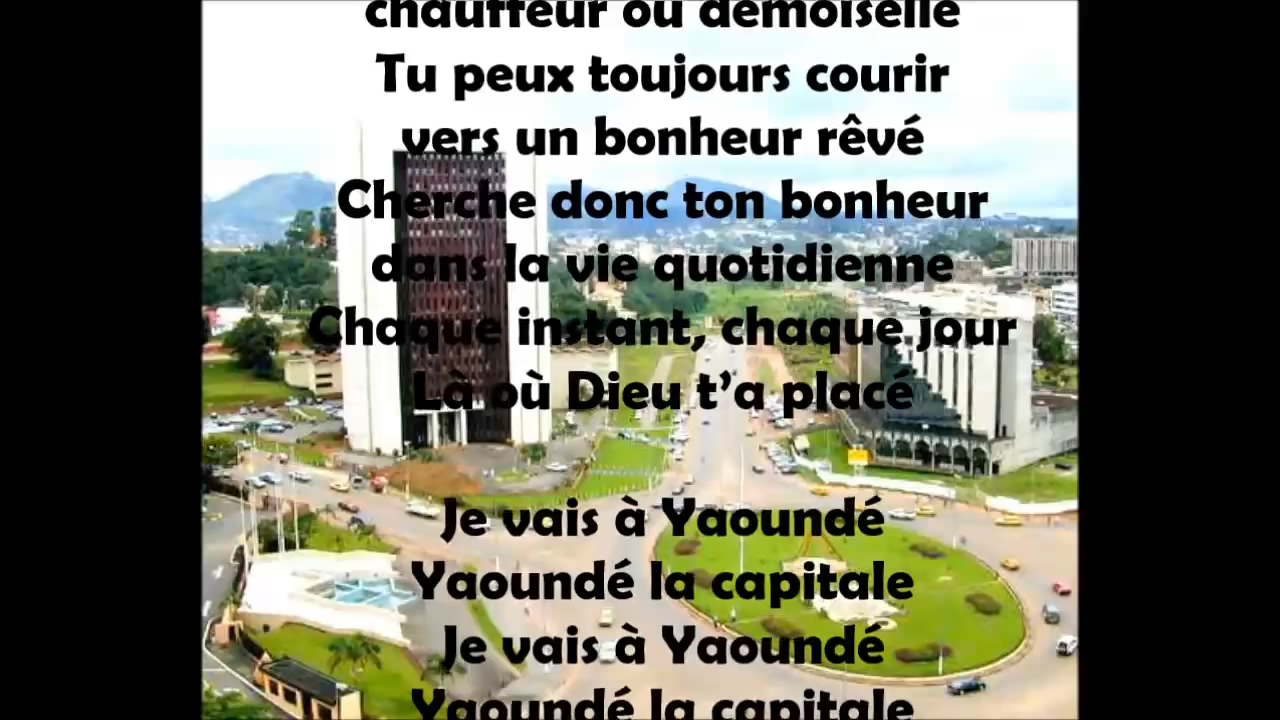 chauffeur ou demoiselle
Tu peux toujours courir
vers un bonheur rêvé
Cherche donc ton bonheur
dans la vie quotidienne
Chaque instant, chaque jour
Là où Dieu t’a placé
Je vais à Yaoundé
Yaoundé la capitale
Je vais à Yaoundé
Yaoundé la capitale